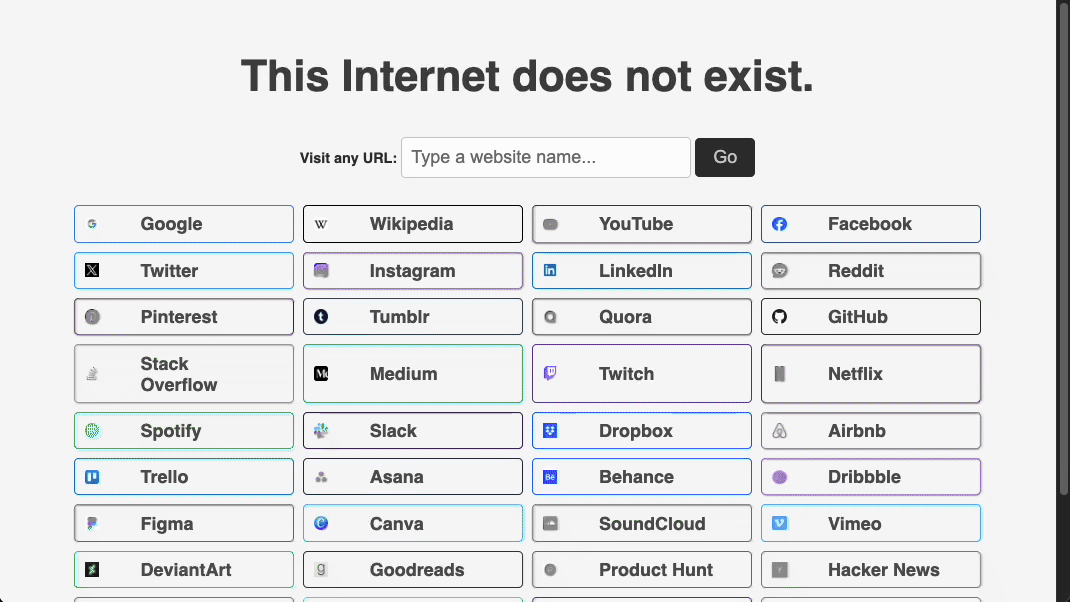 This Internet does not exist.
Visit any URL: Type a website name... Go
Google Wikipedia YouTube Facebook
Twitter Instagram LinkedIn Reddit
Pinterest Tumblr Quora GitHub
Stack
Overflow Medium Twitch Netflix
Spotify Slack Dropbox Airbnb
Trello Asana Behance Dribbble
Figma Canva SoundCloud Vimeo
DeviantArt Goodreads Product Hunt Hacker News